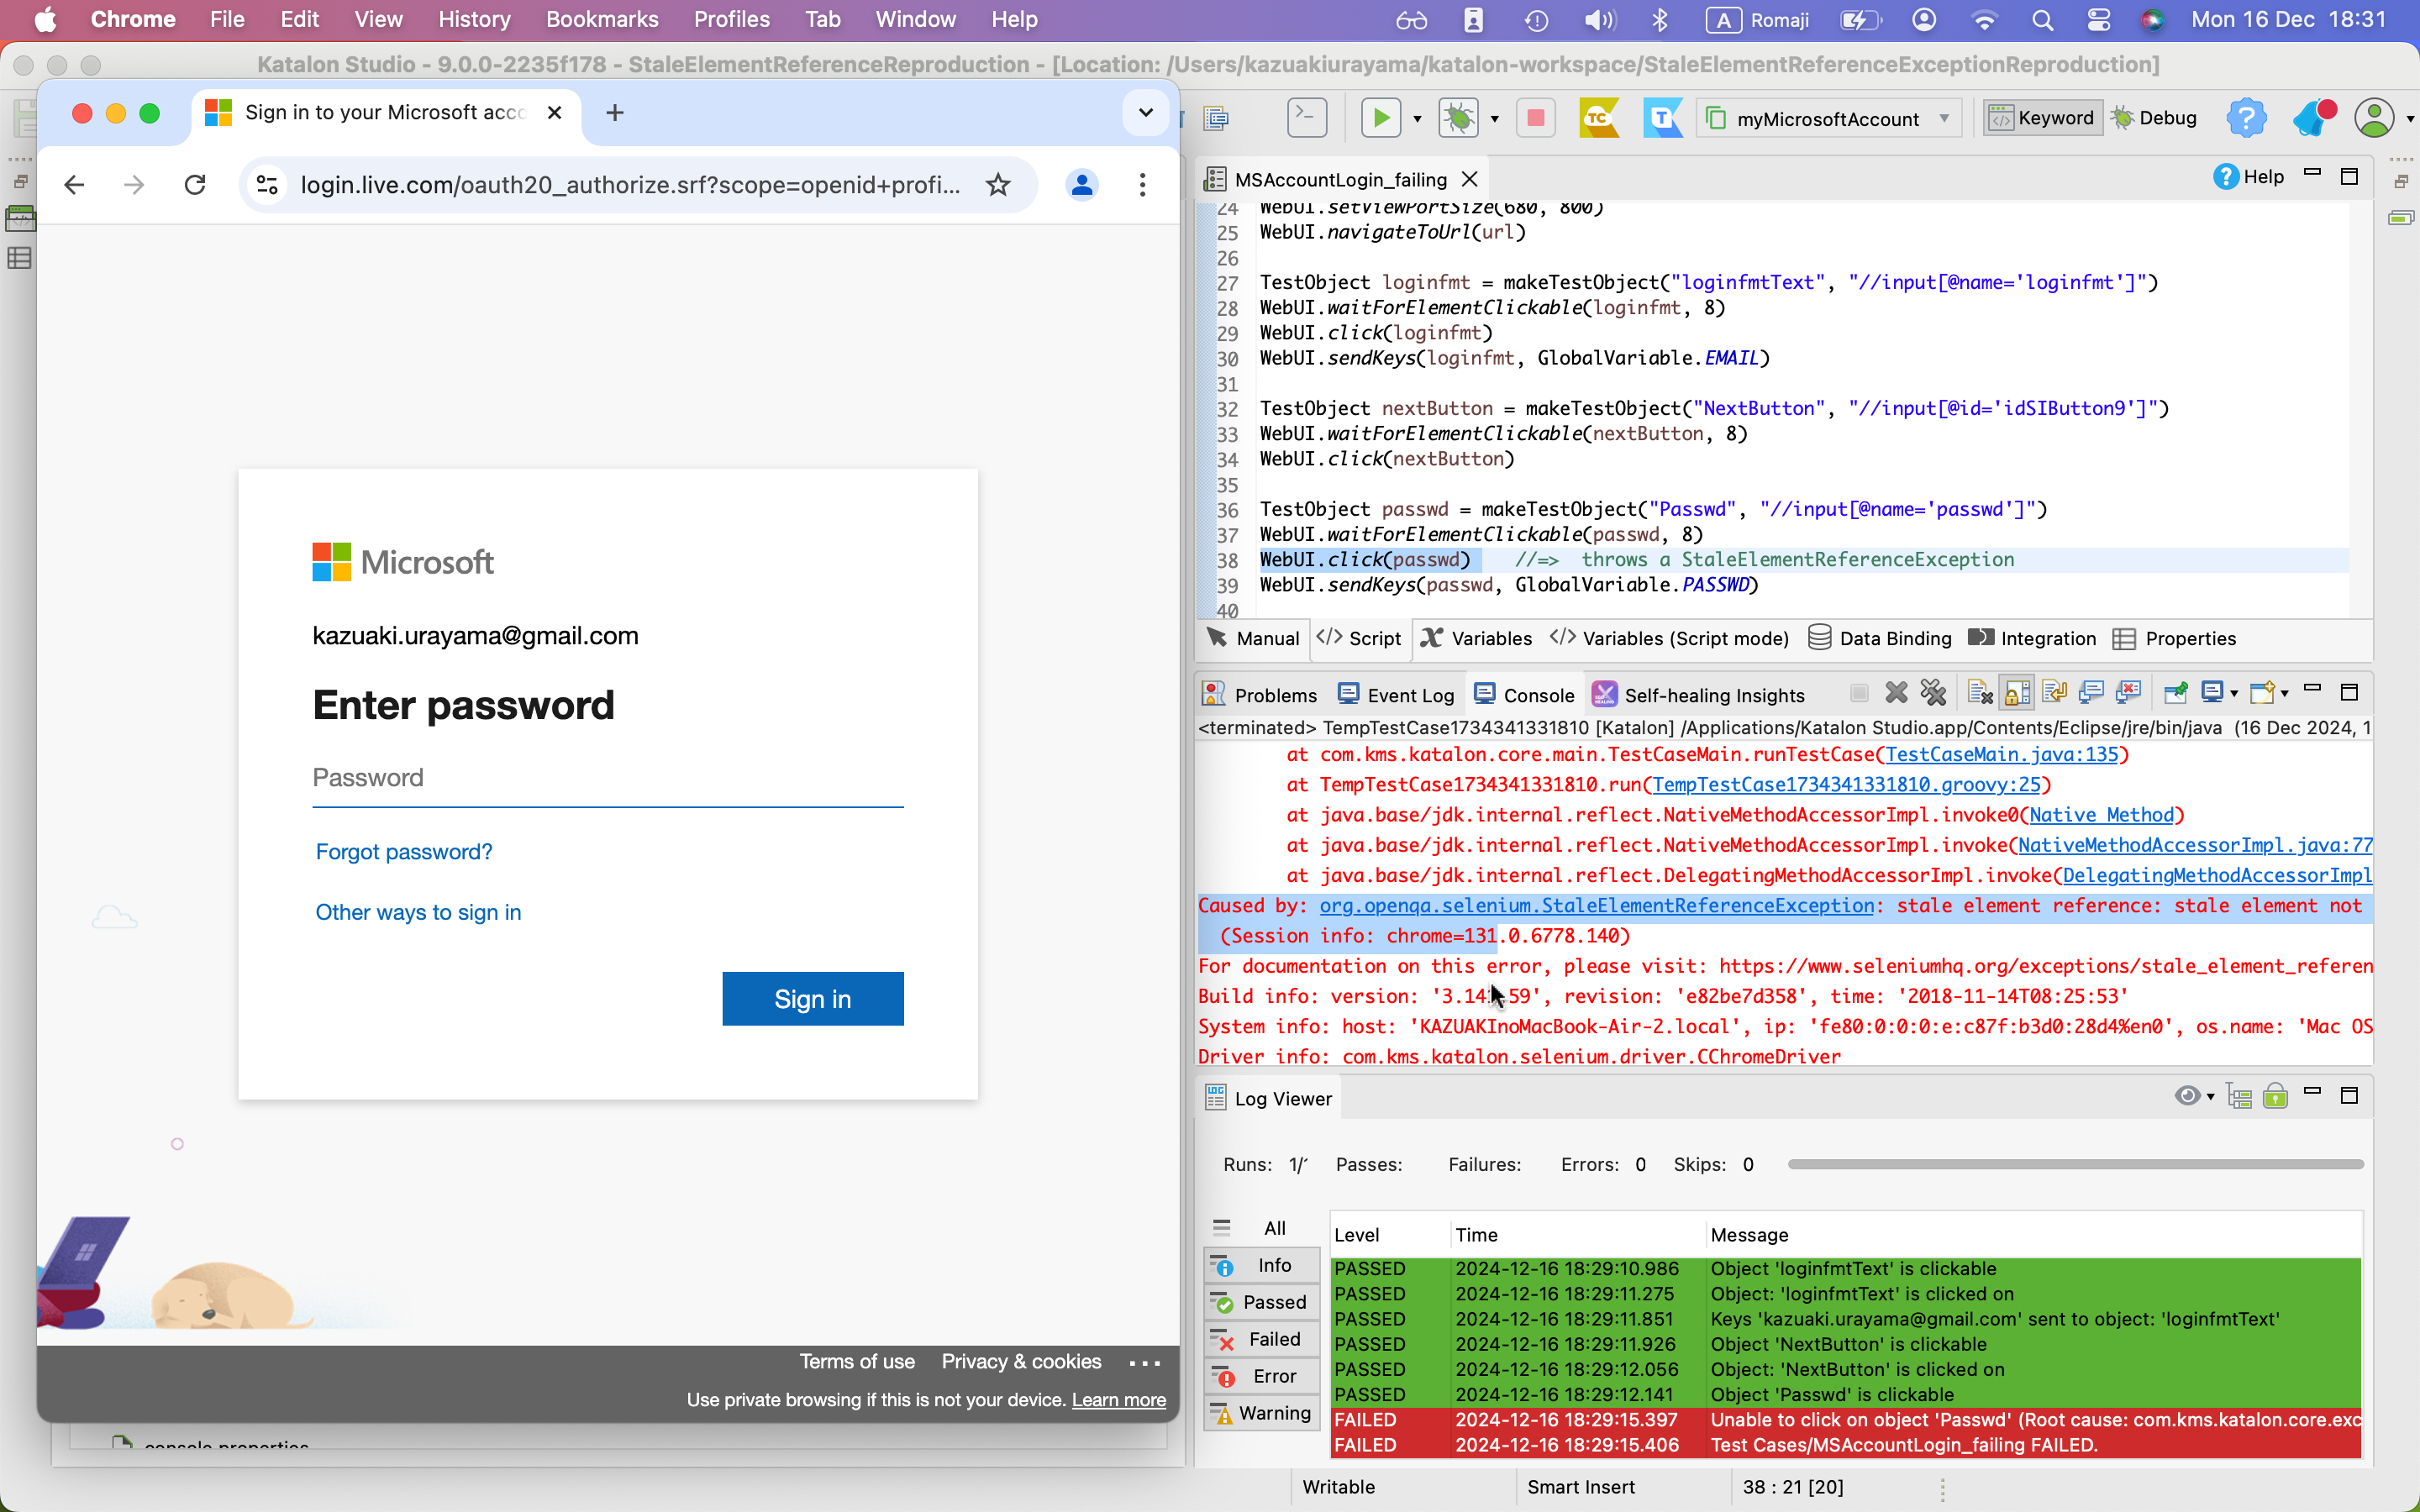 Chrome File Edit View History Bookmarks Profiles Tab Window Help A Romaji Mon 16 Dec 18:31
Katalon Studio - 9.0.0-2235f178 - StaleElementReferenceReproduction - [Location: /Users/kazuakiurayama/katalon-workspace/StaleElementReferenceExceptionReproduction]
Sign in to your Microsoft acco
login.live.com/oauth20_authorize.srf?scope=openid+profi...
Microsoft
kazuaki.urayama@gmail.com
Enter password
Password
Forgot password?
Other ways to sign in
Sign in
Terms of use Privacy & cookies ...
Use private browsing if this is not your device. Learn more
console.properties
TC T myMicrosoftAccount Keyword Debug
MSAccountLogin_failing Help
24 WebUI.setViewPortSize(680, 800)
25 WebUI.navigateToUrl(url)
26
27 TestObject loginfmt = makeTestObject("loginfmtText", "//input[@name='loginfmt']")
28 WebUI.waitForElementClickable(loginfmt, 8)
29 WebUI.click(loginfmt)
30 WebUI.sendKeys(loginfmt, GlobalVariable.EMAIL)
31
32 TestObject nextButton = makeTestObject("NextButton", "//input[@id='idSIButton9']")
33 WebUI.waitForElementClickable(nextButton, 8)
34 WebUI.click(nextButton)
35
36 TestObject passwd = makeTestObject("Passwd", "//input[@name='passwd']")
37 WebUI.waitForElementClickable(passwd, 8)
38 WebUI.click(passwd) //=> throws a StaleElementReferenceException
39 WebUI.sendKeys(passwd, GlobalVariable.PASSWD)
40
Manual Script Variables Variables (Script mode) Data Binding Integration Properties
Problems Event Log Console Self-healing Insights
<terminated> TempTestCase1734341331810 [Katalon] /Applications/Katalon Studio.app/Contents/Eclipse/jre/bin/java (16 Dec 2024, 1
at com.kms.katalon.core.main.TestCaseMain.runTestCase(TestCaseMain.java:135)
at TempTestCase1734341331810.run(TempTestCase1734341331810.groovy:25)
at java.base/jdk.internal.reflect.NativeMethodAccessorImpl.invoke0(Native Method)
at java.base/jdk.internal.reflect.NativeMethodAccessorImpl.invoke(NativeMethodAccessorImpl.java:77
at java.base/jdk.internal.reflect.DelegatingMethodAccessorImpl.invoke(DelegatingMethodAccessorImpl
Caused by: org.openqa.selenium.StaleElementReferenceException: stale element reference: stale element not
(Session info: chrome=131.0.6778.140)
For documentation on this error, please visit: https://www.seleniumhq.org/exceptions/stale_element_referen
Build info: version: '3.141.59', revision: 'e82be7d358', time: '2018-11-14T08:25:53'
System info: host: 'KAZUAKInoMacBook-Air-2.local', ip: 'fe80:0:0:0:e:c87f:b3d0:28d4%en0', os.name: 'Mac OS
Driver info: com.kms.katalon.selenium.driver.CChromeDriver
Log Viewer
Runs: 1/ Passes: Failures: Errors: 0 Skips: 0
All
Info
Passed
Failed
Error
Warning
Level Time Message
PASSED 2024-12-16 18:29:10.986 Object 'loginfmtText' is clickable
PASSED 2024-12-16 18:29:11.275 Object: 'loginfmtText' is clicked on
PASSED 2024-12-16 18:29:11.851 Keys 'kazuaki.urayama@gmail.com' sent to object: 'loginfmtText'
PASSED 2024-12-16 18:29:11.926 Object 'NextButton' is clickable
PASSED 2024-12-16 18:29:12.056 Object: 'NextButton' is clicked on
PASSED 2024-12-16 18:29:12.141 Object 'Passwd' is clickable
FAILED 2024-12-16 18:29:15.397 Unable to click on object 'Passwd' (Root cause: com.kms.katalon.core.exc
FAILED 2024-12-16 18:29:15.406 Test Cases/MSAccountLogin_failing FAILED.
Writable Smart Insert 38 : 21 [20]